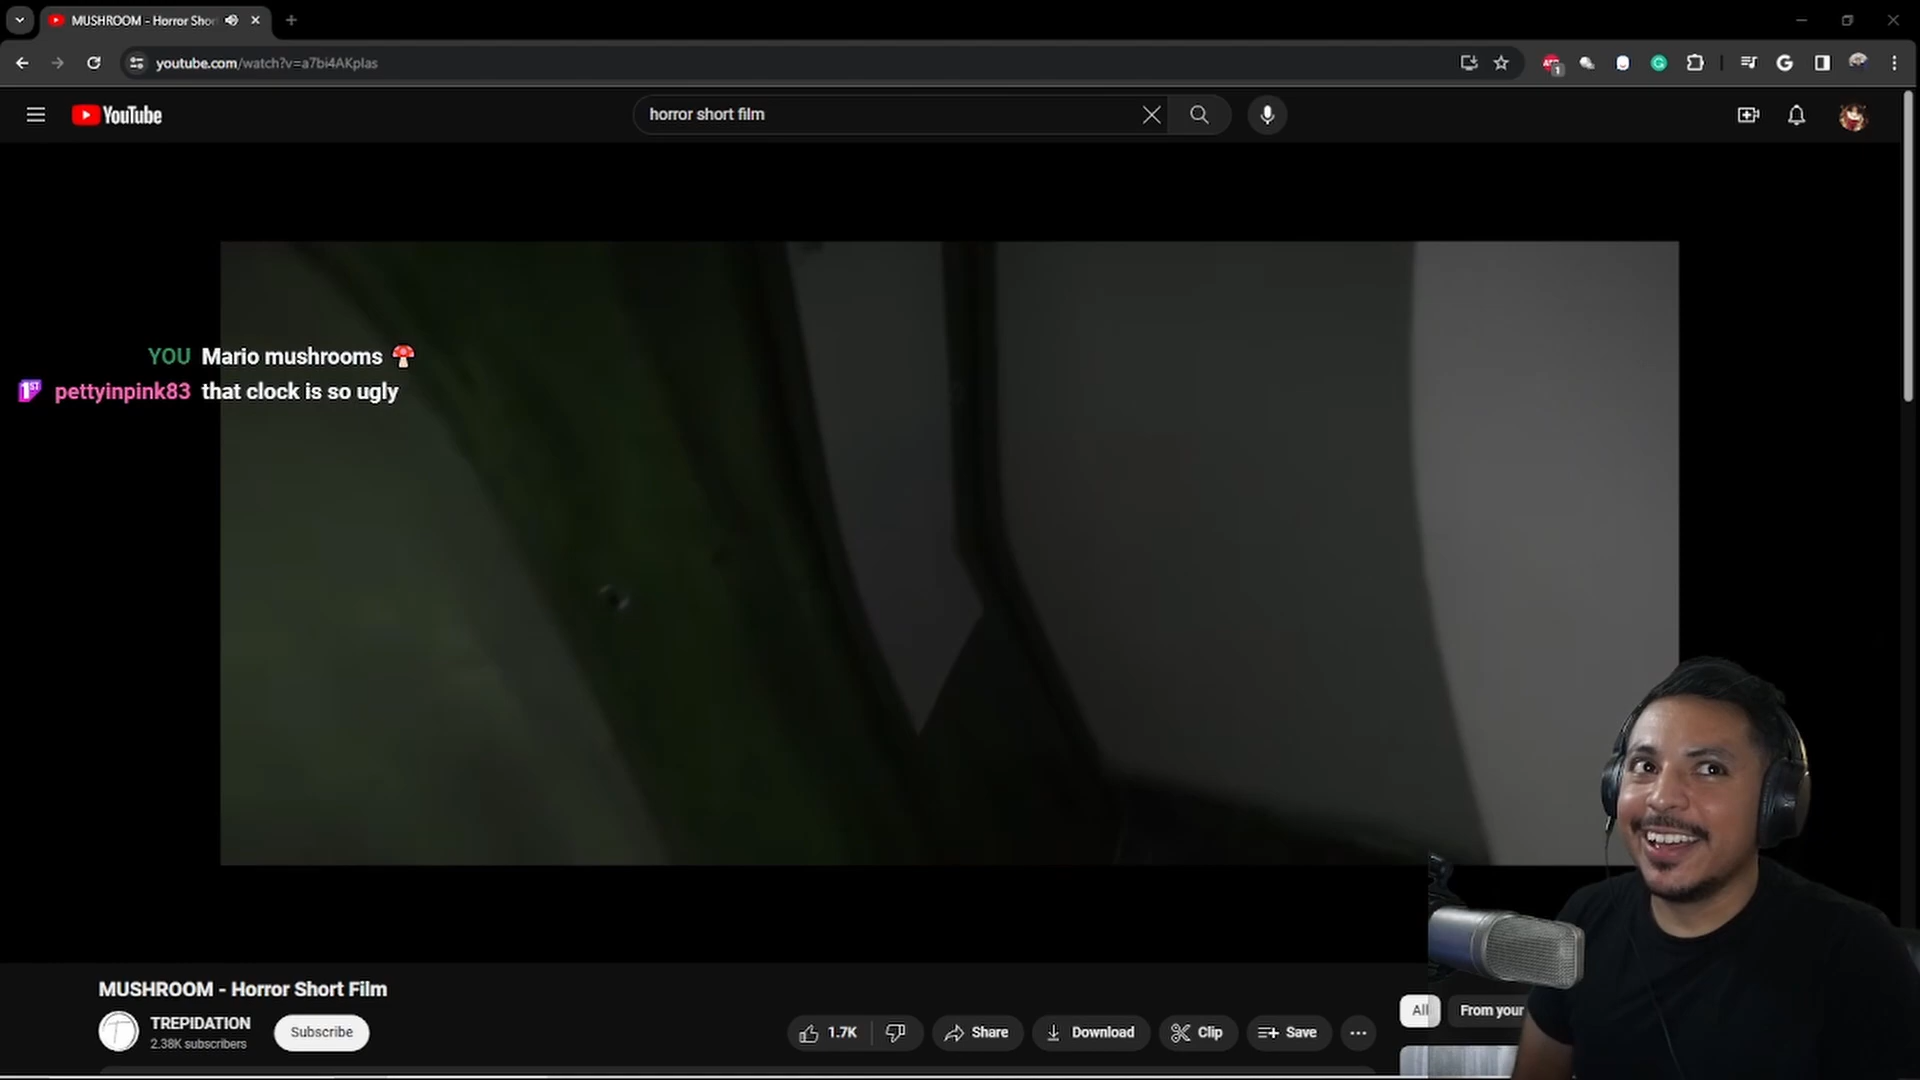 MUSHROOM - Horror Shor
youtube.com/watch?v=a7bi4AKplas
1
YouTube
horror short film
YOU Mario mushrooms 🍄
1ST pettyinpink83 that clock is so ugly
MUSHROOM - Horror Short Film
TREPIDATION
2.38K subscribers
Subscribe
1.7K
Share
Download
Clip
Save
All
From your